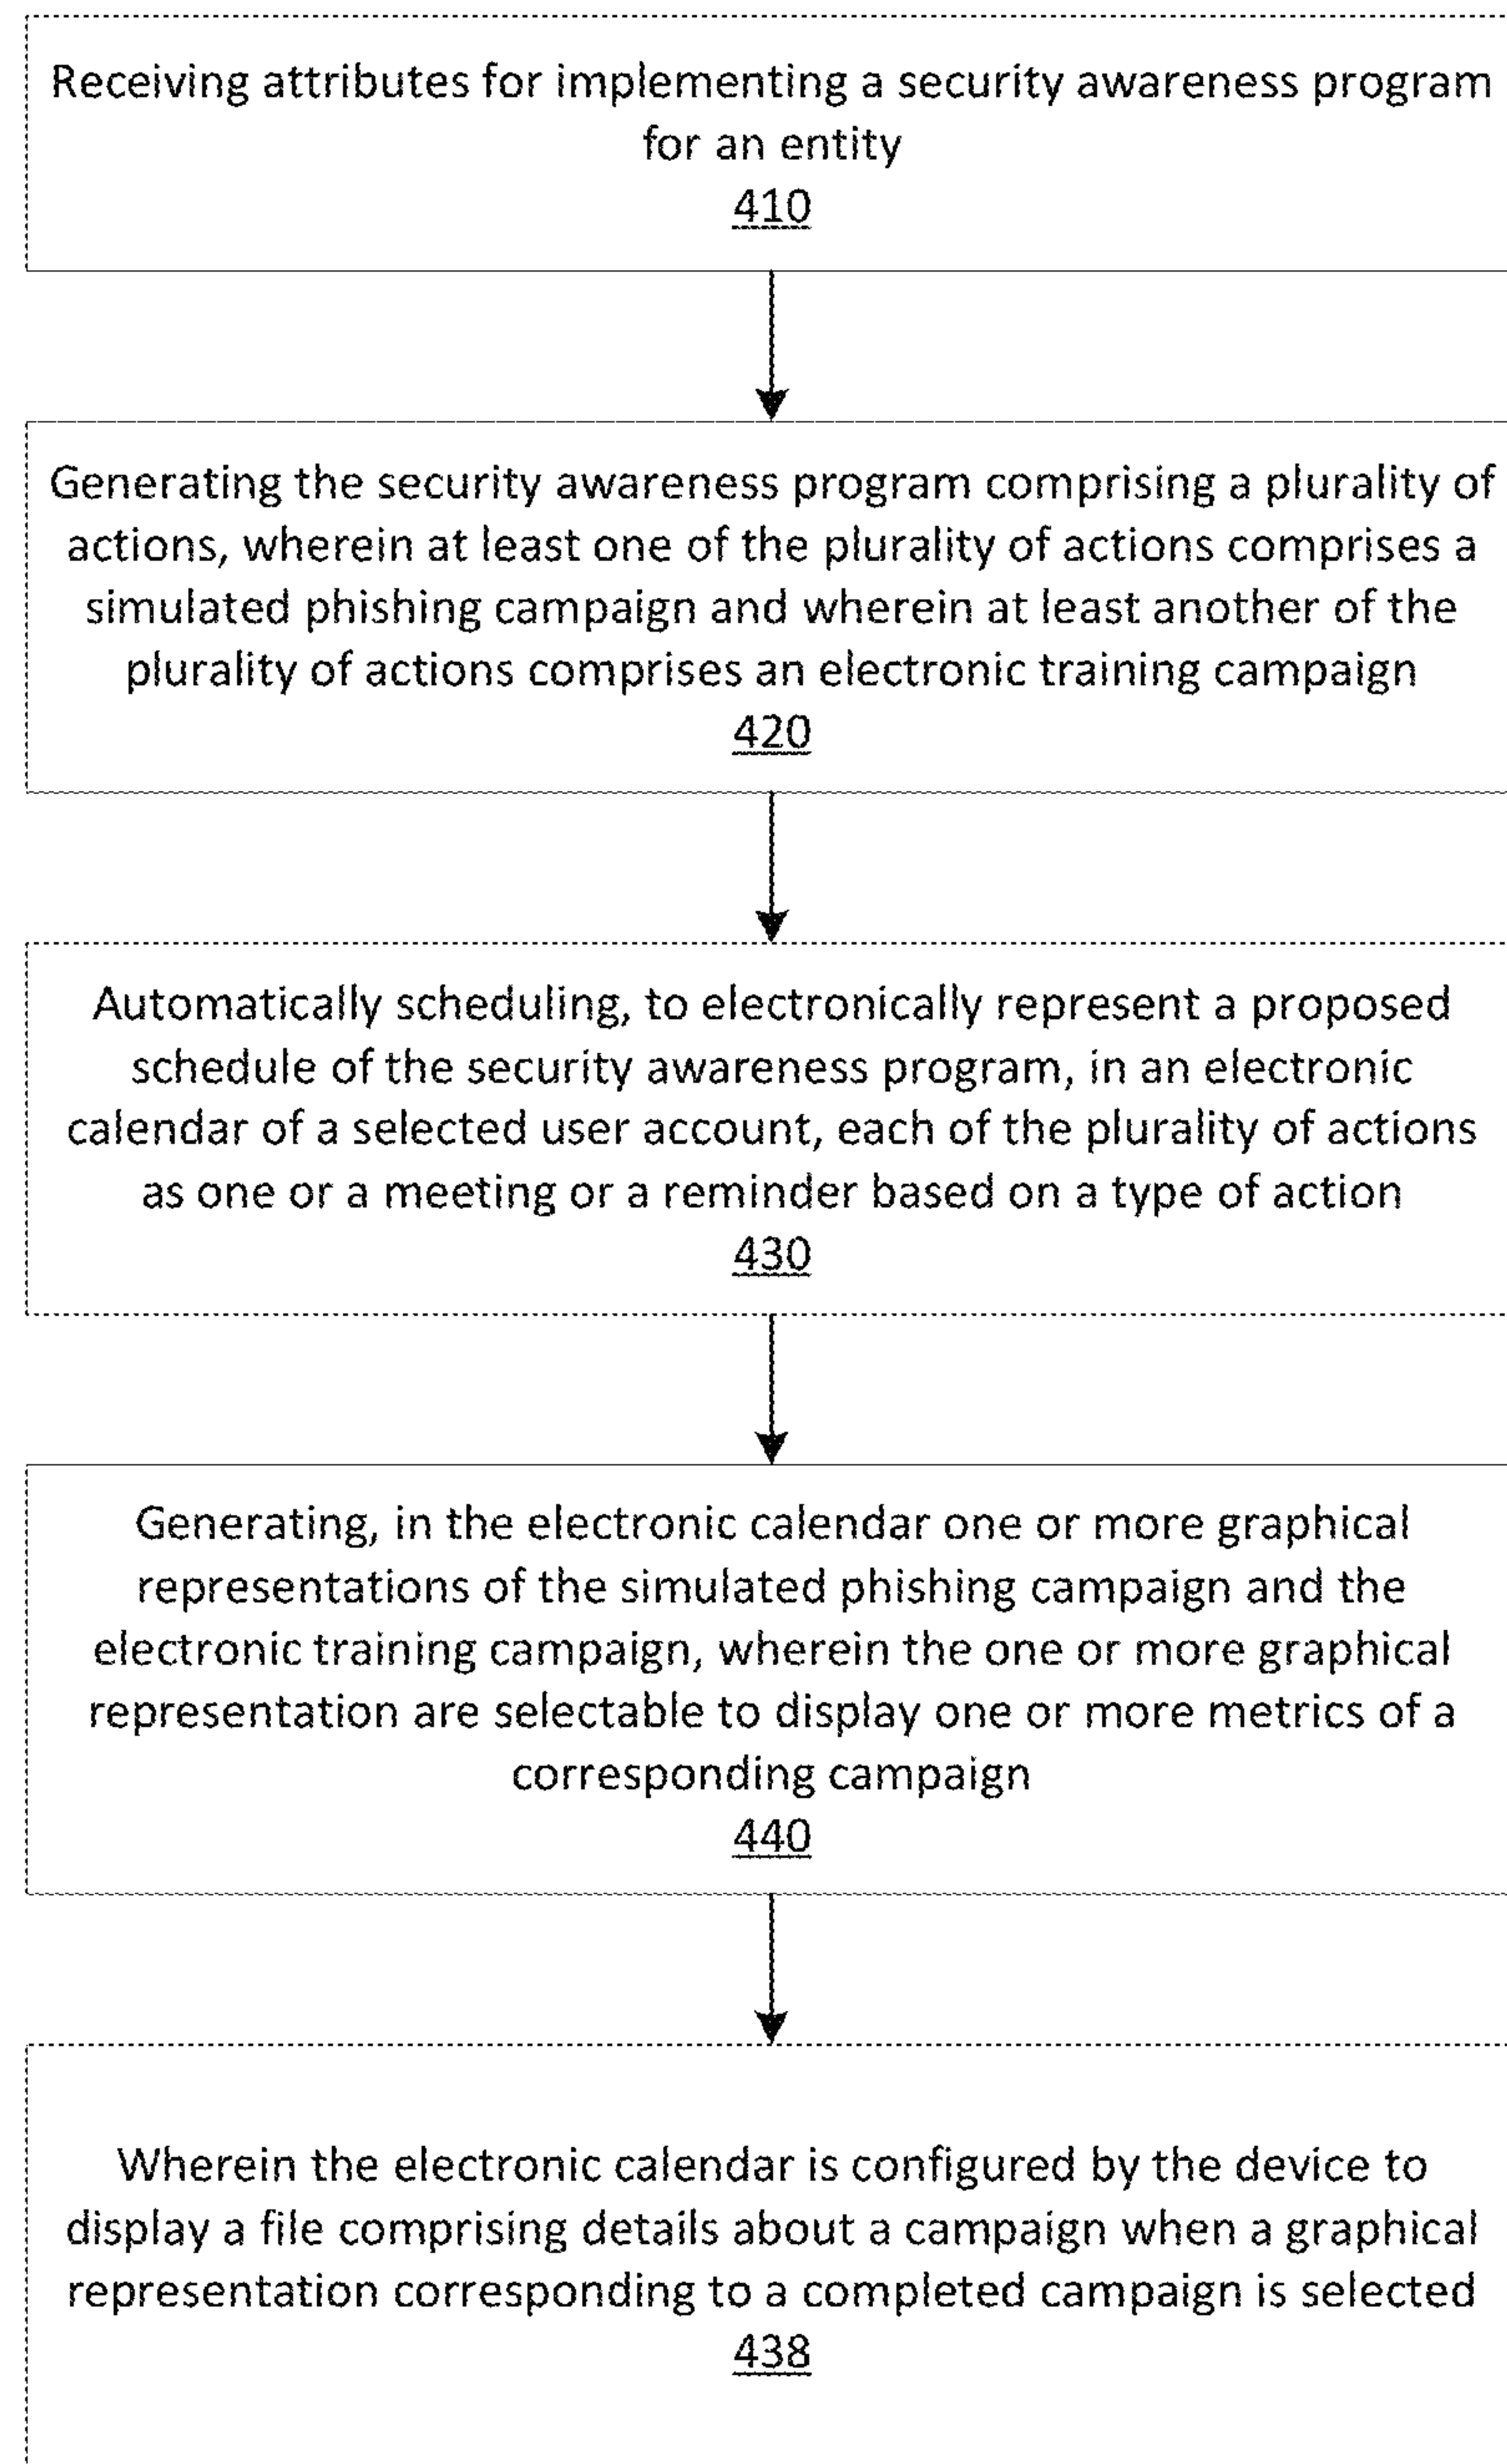 Receiving attributes for implementing a security awareness program
for an entity
410
Generating the security awareness program comprising a plurality of
actions, wherein at least one of the plurality of actions comprises a
simulated phishing campaign and wherein at least another of the
plurality of actions comprises an electronic training campaign
420
Automatically scheduling, to electronically represent a proposed
schedule of the security awareness program, in an electronic
calendar of a selected user account, each of the plurality of actions
as one or a meeting or a reminder based on a type of action
430
Generating, in the electronic calendar one or more graphical
representations of the simulated phishing campaign and the
electronic training campaign, wherein the one or more graphical
representation are selectable to display one or more metrics of a
corresponding campaign
440
Wherein the electronic calendar is configured by the device to
display a file comprising details about a campaign when a graphical
representation corresponding to a completed campaign is selected
438